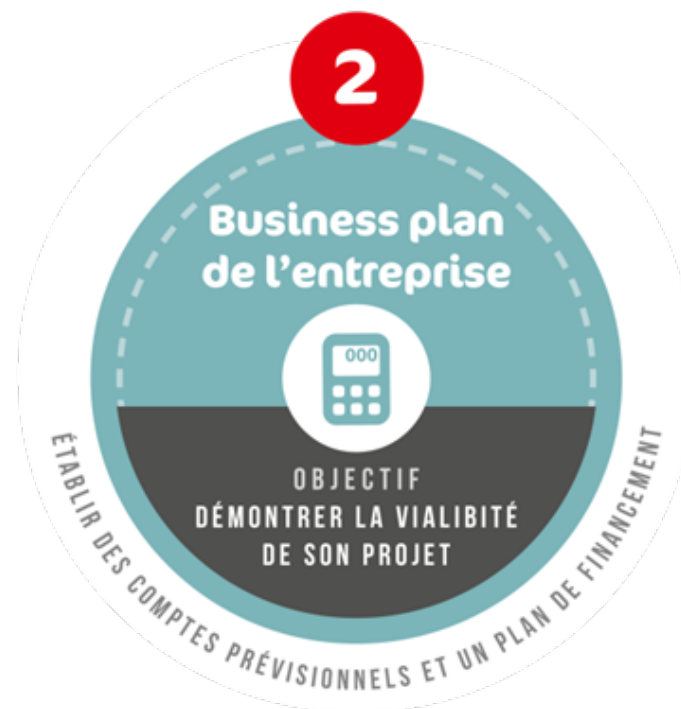 2
Business plan
de l'entreprise
000
OBJECTIF
DÉMONTRER LA VIALIBITÉ
DE SON PROJET
ÉTABLIR DES COMPTES PRÉVISIONNELS ET UN PLAN DE FINANCEMENT